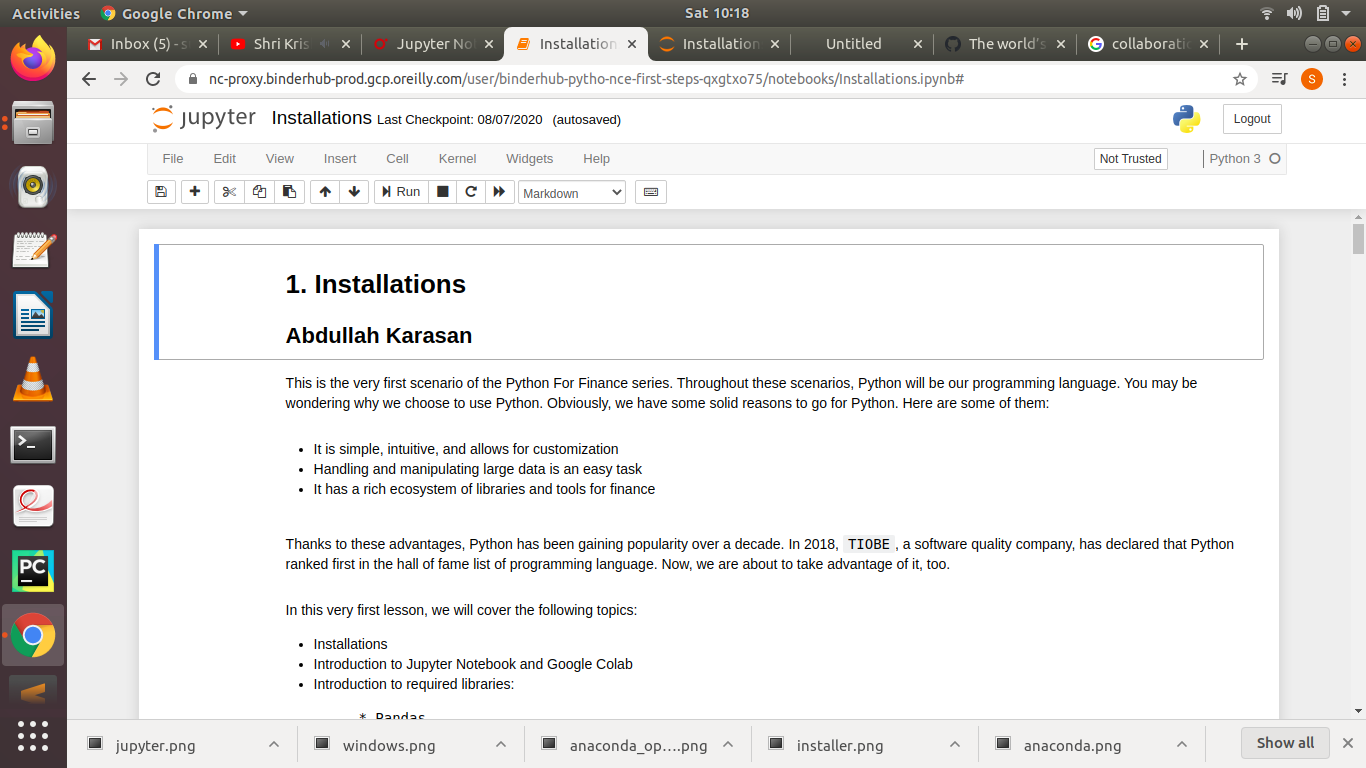 Activities Google Chrome Sat 10:18
Inbox (5) - s Shri Kris Jupyter No Installation Installation Untitled The world's collaborati
nc-proxy.binderhub-prod.gcp.oreilly.com/user/binderhub-pytho-nce-first-steps-qxgtxo75/notebooks/Installations.ipynb# S
jupyter Installations Last Checkpoint: 08/07/2020 (autosaved) Logout
File Edit View Insert Cell Kernel Widgets Help Not Trusted Python 3
Run Markdown
1. Installations
Abdullah Karasan
This is the very first scenario of the Python For Finance series. Throughout these scenarios, Python will be our programming language. You may be
wondering why we choose to use Python. Obviously, we have some solid reasons to go for Python. Here are some of them:
• It is simple, intuitive, and allows for customization
• Handling and manipulating large data is an easy task
• It has a rich ecosystem of libraries and tools for finance
Thanks to these advantages, Python has been gaining popularity over a decade. In 2018, TIOBE , a software quality company, has declared that Python
ranked first in the hall of fame list of programming language. Now, we are about to take advantage of it, too.
In this very first lesson, we will cover the following topics:
• Installations
• Introduction to Jupyter Notebook and Google Colab
• Introduction to required libraries:
* Pandas
PC
jupyter.png windows.png anaconda_op....png installer.png anaconda.png Show all